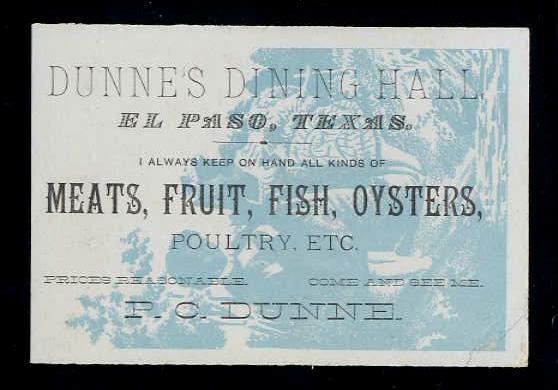 DUNNE'S DINING HALL,
EL PASO, TEXAS.
I ALWAYS KEEP ON HAND ALL KINDS OF
MEATS, FRUIT, FISH, OYSTERS,
POULTRY, ETC.
PRICES REASONABLE. COME AND SEE ME.
P. C. DUNNE.